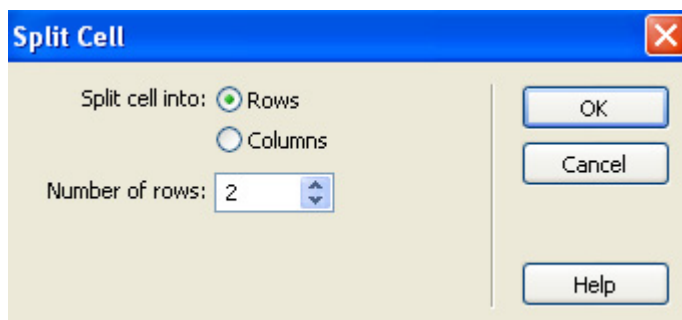 Split Cell
Split cell into: Rows
Columns
OK
Cancel
Number of rows: 2
Help